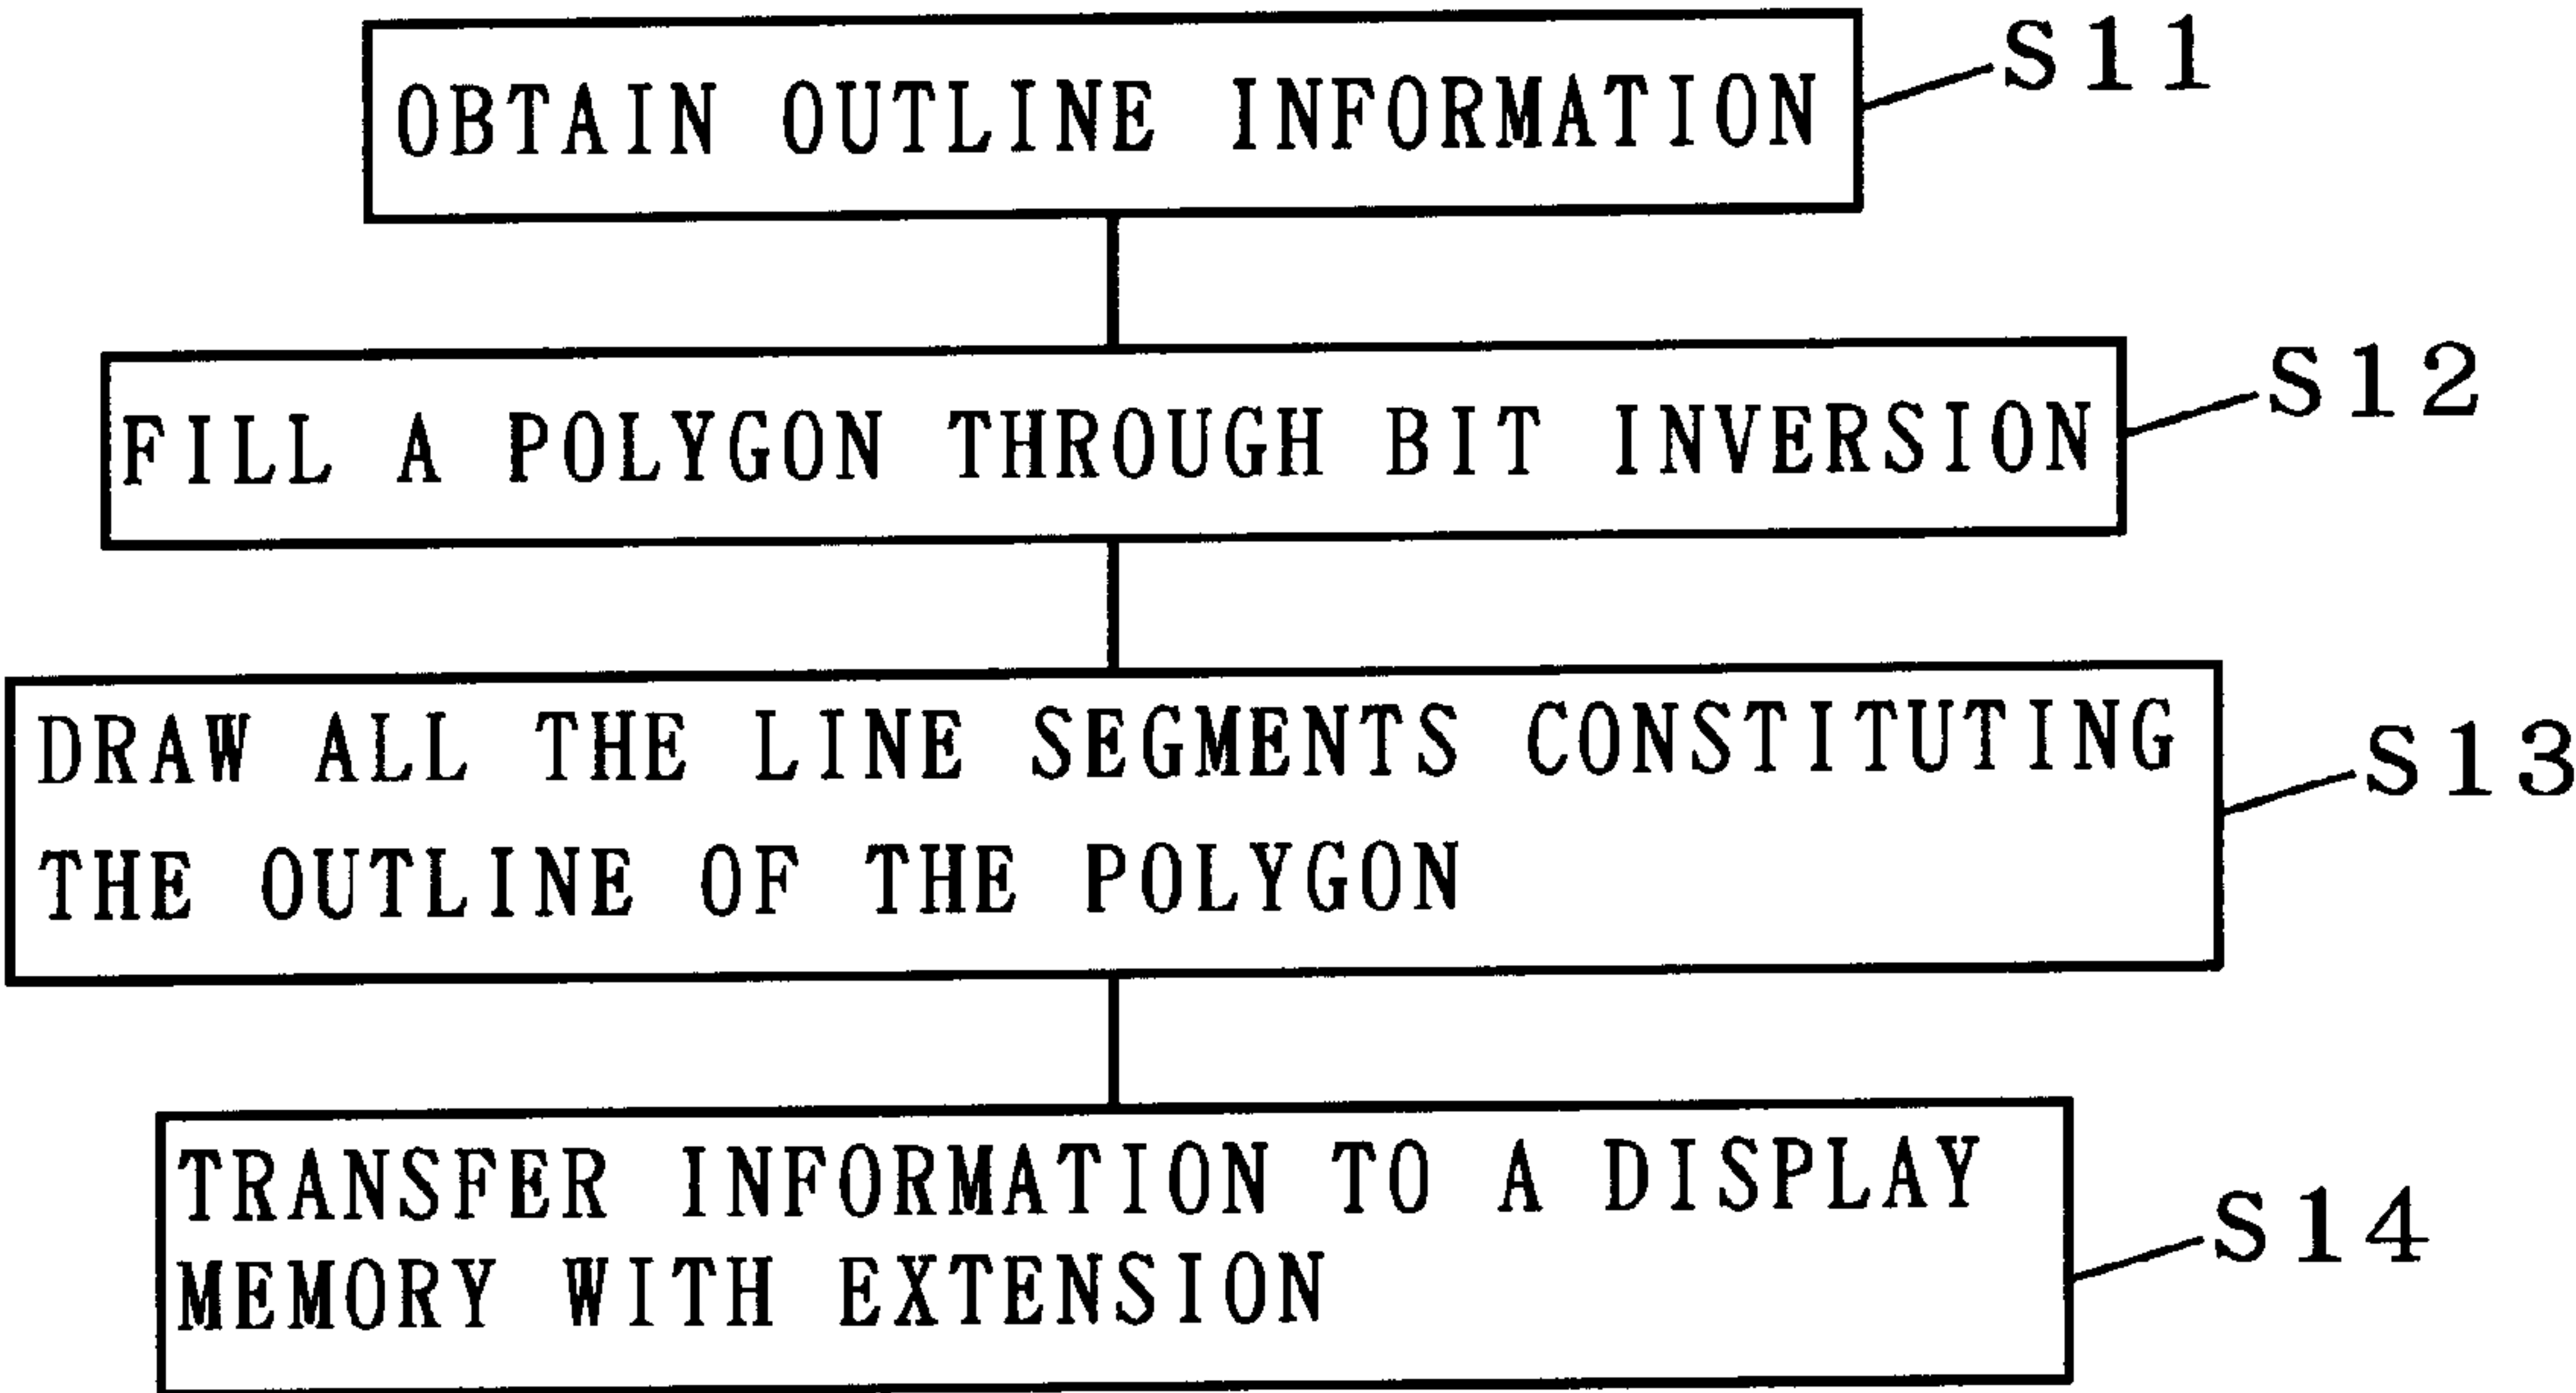 OBTAIN OUTLINE INFORMATION
S11
FILL A POLYGON THROUGH BIT INVERSION
S12
DRAW ALL THE LINE SEGMENTS CONSTITUTING
THE OUTLINE OF THE POLYGON
S13
TRANSFER INFORMATION TO A DISPLAY
MEMORY WITH EXTENSION
S14